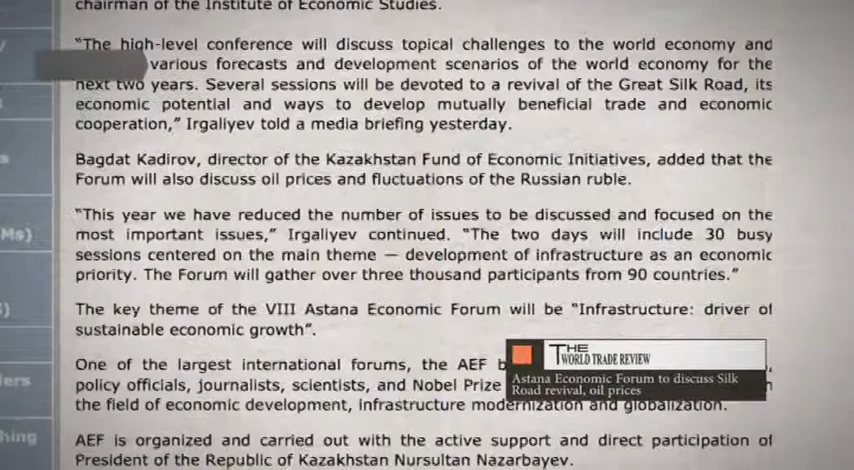 chairman of the Institute of Economic Studies.
“The high-level conference will discuss topical challenges to the world economy and
various forecasts and development scenarios of the world economy for the
next two years. Several sessions will be devoted to a revival of the Great Silk Road, its
economic potential and ways to develop mutually beneficial trade and economic
cooperation,” Irgaliyev told a media briefing yesterday.
Bagdat Kadirov, director of the Kazakhstan Fund of Economic Initiatives, added that the
Forum will also discuss oil prices and fluctuations of the Russian ruble.
“This year we have reduced the number of issues to be discussed and focused on the
most important issues,” Irgaliyev continued. “The two days will include 30 busy
sessions centered on the main theme — development of infrastructure as an economic
priority. The Forum will gather over three thousand participants from 90 countries.”
The key theme of the VIII Astana Economic Forum will be “Infrastructure: driver of
sustainable economic growth”.
One of the largest international forums, the AEF
policy officials, journalists, scientists, and Nobel Prize
the field of economic development, infrastructure modernization and globalization.
AEF is organized and carried out with the active support and direct participation of
President of the Republic of Kazakhstan Nursultan Nazarbayev.
THE
WORLD TRADE REVIEW
Astana Economic Forum to discuss Silk
Road revival, oil prices
Ms)